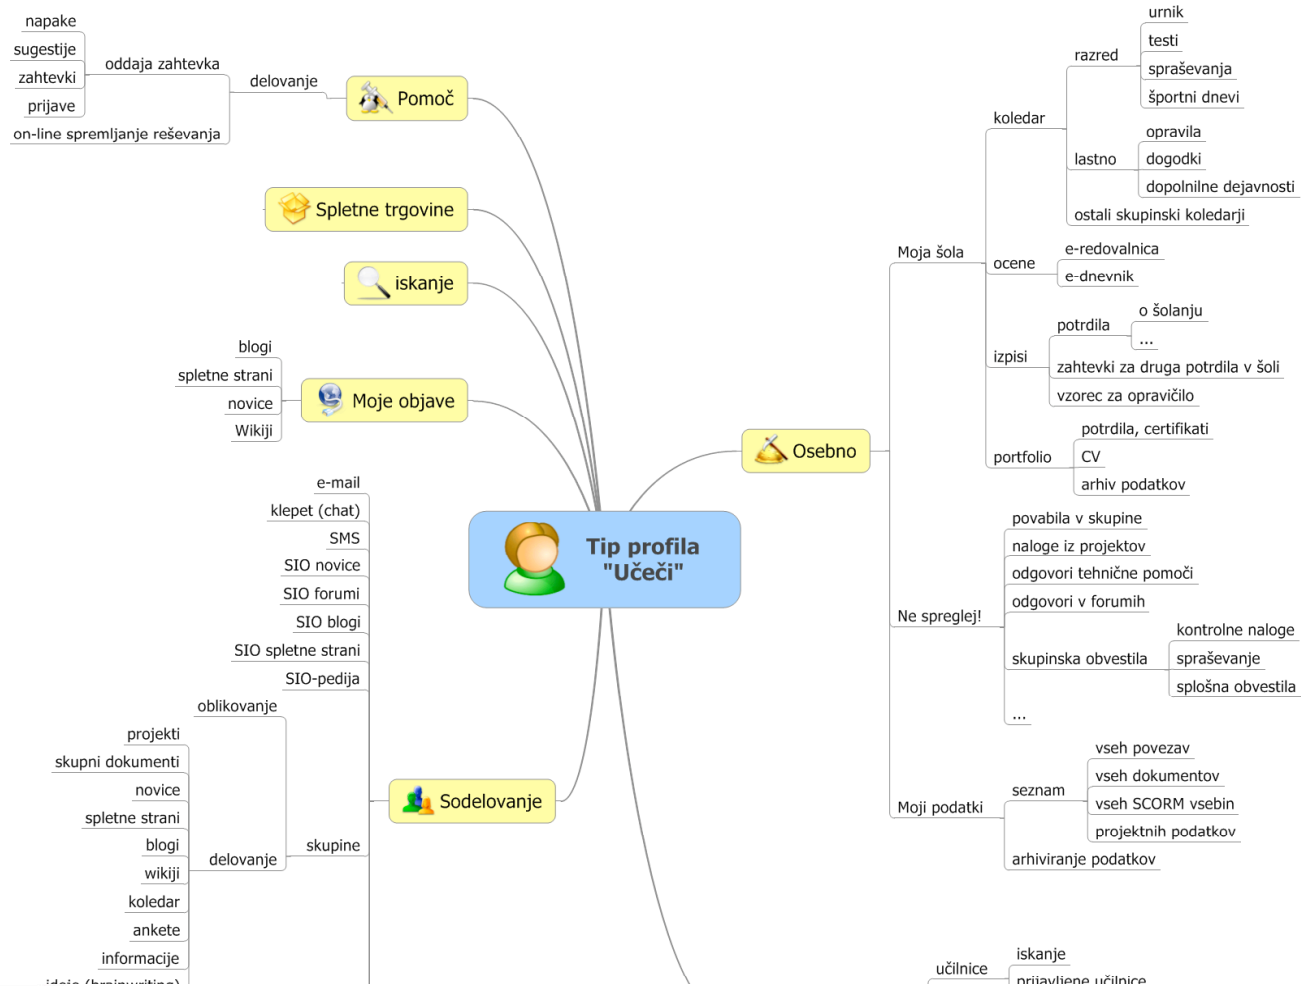 napake
sugestije
zahtevki
prijave
oddaja zahtevka
on-line spremljanje reševanja
delovanje
Pomoč
Spletne trgovine
iskanje
blogi
spletne strani
novice
Wikiji
Moje objave
e-mail
klepet (chat)
SMS
SIO novice
SIO forumi
SIO blogi
SIO spletne strani
SIO-pedija
oblikovanje
projekti
skupni dokumenti
novice
spletne strani
blogi
wikiji
koledar
ankete
informacije
ideje (brainwriting)
delovanje
skupine
Sodelovanje
Tip profila
"Učeči"
Osebno
Moja šola
koledar
razred
urnik
testi
spraševanja
športni dnevi
lastno
opravila
dogodki
dopolnilne dejavnosti
ostali skupinski koledarji
ocene
e-redovalnica
e-dnevnik
izpisi
potrdila
o šolanju
...
zahtevki za druga potrdila v šoli
vzorec za opravičilo
portfolio
potrdila, certifikati
CV
arhiv podatkov
Ne spreglej!
povabila v skupine
naloge iz projektov
odgovori tehnične pomoči
odgovori v forumih
skupinska obvestila
kontrolne naloge
spraševanje
splošna obvestila
...
Moji podatki
seznam
vseh povezav
vseh dokumentov
vseh SCORM vsebin
projektnih podatkov
arhiviranje podatkov
učilnice
iskanje
prijavljene učilnice